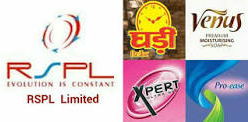 RSPL
EVOLUTION IS CONSTANT
RSPL Limited
घड़ी
Venus
PREMIUM
MOISTURISING
SOAP
XPERT
Pro-ease